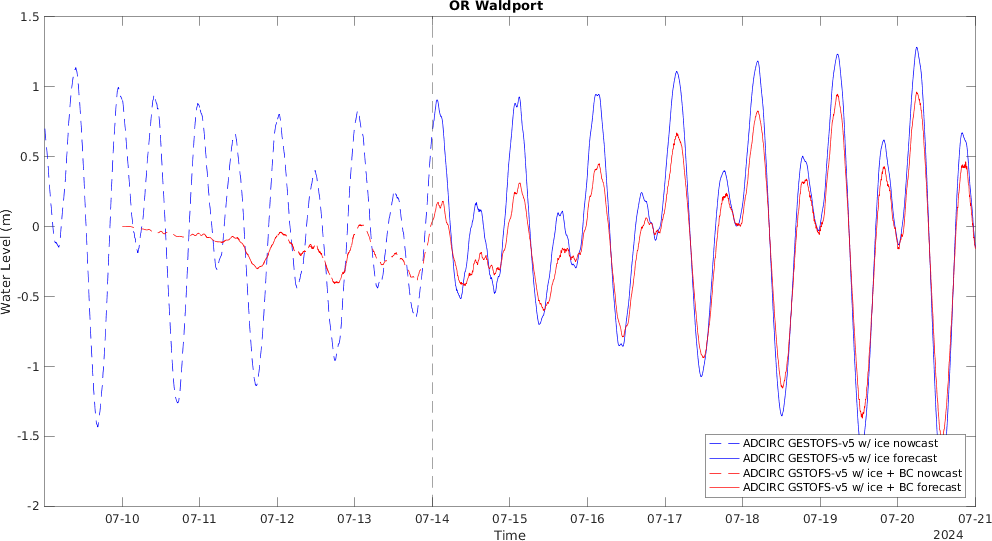 OR Waldport
1.5
1
0.5
0
-0.5
-1
-1.5
-2
Water Level (m)
ADCIRC GESTOFS-v5 w/ ice nowcast
ADCIRC GESTOFS-v5 w/ ice forecast
ADCIRC GSTOFS-v5 w/ ice + BC nowcast
ADCIRC GSTOFS-v5 w/ ice + BC forecast
07-10 07-11 07-12 07-13 07-14 07-15 07-16 07-17 07-18 07-19 07-20 07-21
Time
2024